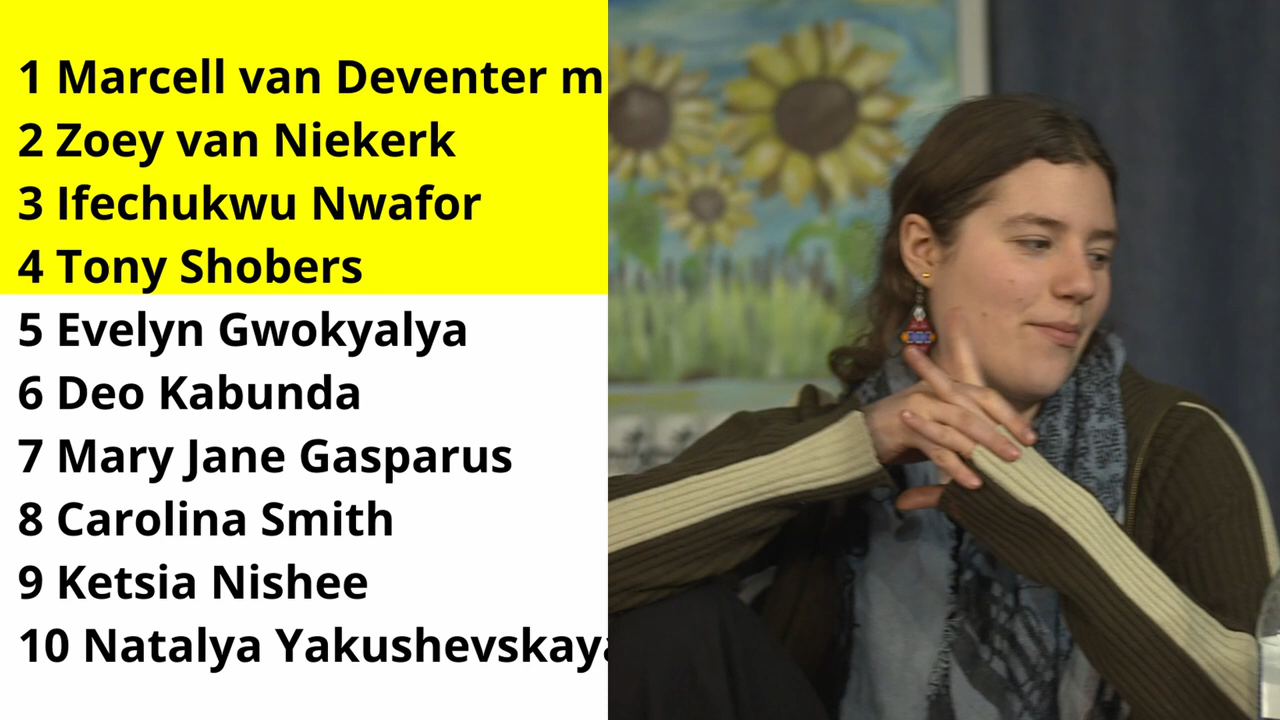 1 Marcell van Deventer m
2 Zoey van Niekerk
3 Ifechukwu Nwafor
4 Tony Shobers
5 Evelyn Gwokyalya
6 Deo Kabunda
7 Mary Jane Gasparus
8 Carolina Smith
9 Ketsia Nishee
10 Natalya Yakushevskaya